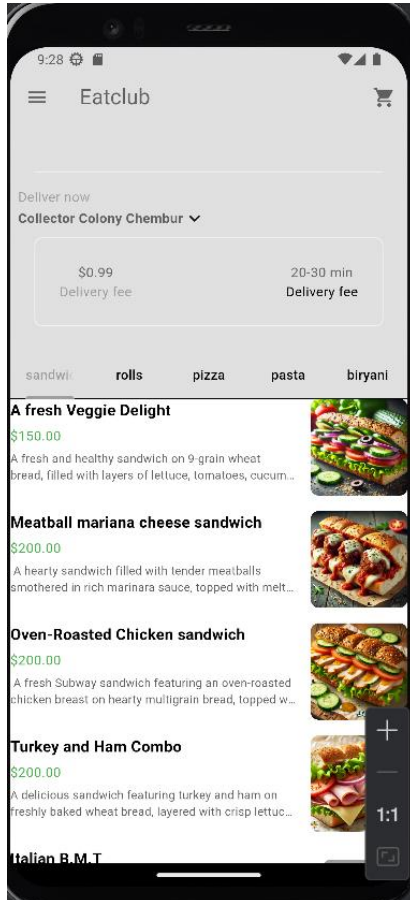 9:28
Eatclub
Deliver now
Collector Colony Chembur
$0.99
20-30 min
Delivery fee
Delivery fee
sandwi
rolls
pizza
pasta
biryani
A fresh Veggie Delight
$150.00
A fresh and healthy sandwich on 9-grain wheat
bread, filled with layers of lettuce, tomatoes, cucum...
Meatball mariana cheese sandwich
$200.00
A hearty sandwich filled with tender meatballs
smothered in rich marinara sauce, topped with melt...
Oven-Roasted Chicken sandwich
$200.00
A fresh Subway sandwich featuring an oven-roasted
chicken breast on hearty multigrain bread, topped w...
Turkey and Ham Combo
$200.00
A delicious sandwich featuring turkey and ham on
freshly baked wheat bread, layered with crisp lettuc...
1:1
Italian B.M.T